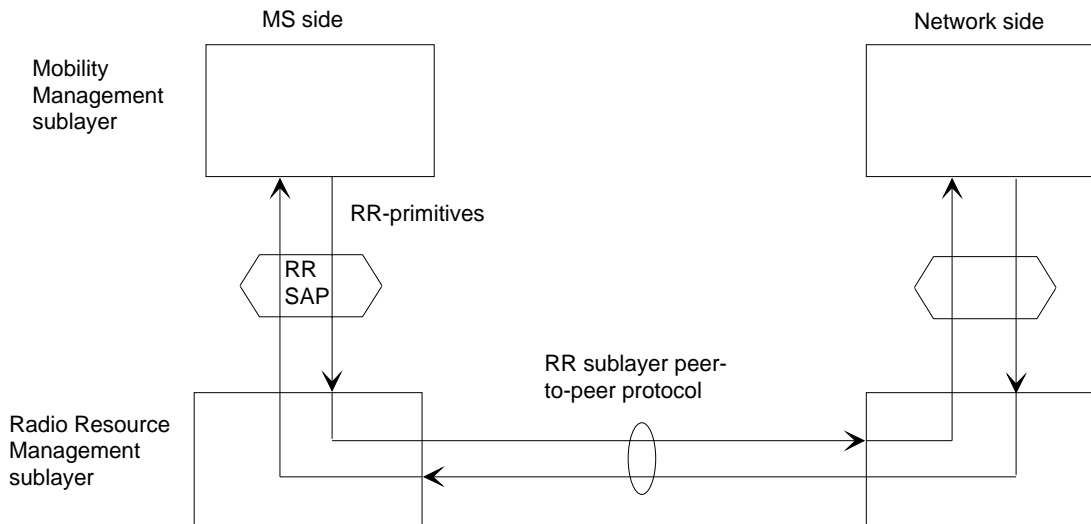 MS side
Network side
Mobility
Management
sublayer
RR-primitives
RR
SAP
RR sublayer peer-
to-peer protocol
Radio Resource
Management
sublayer